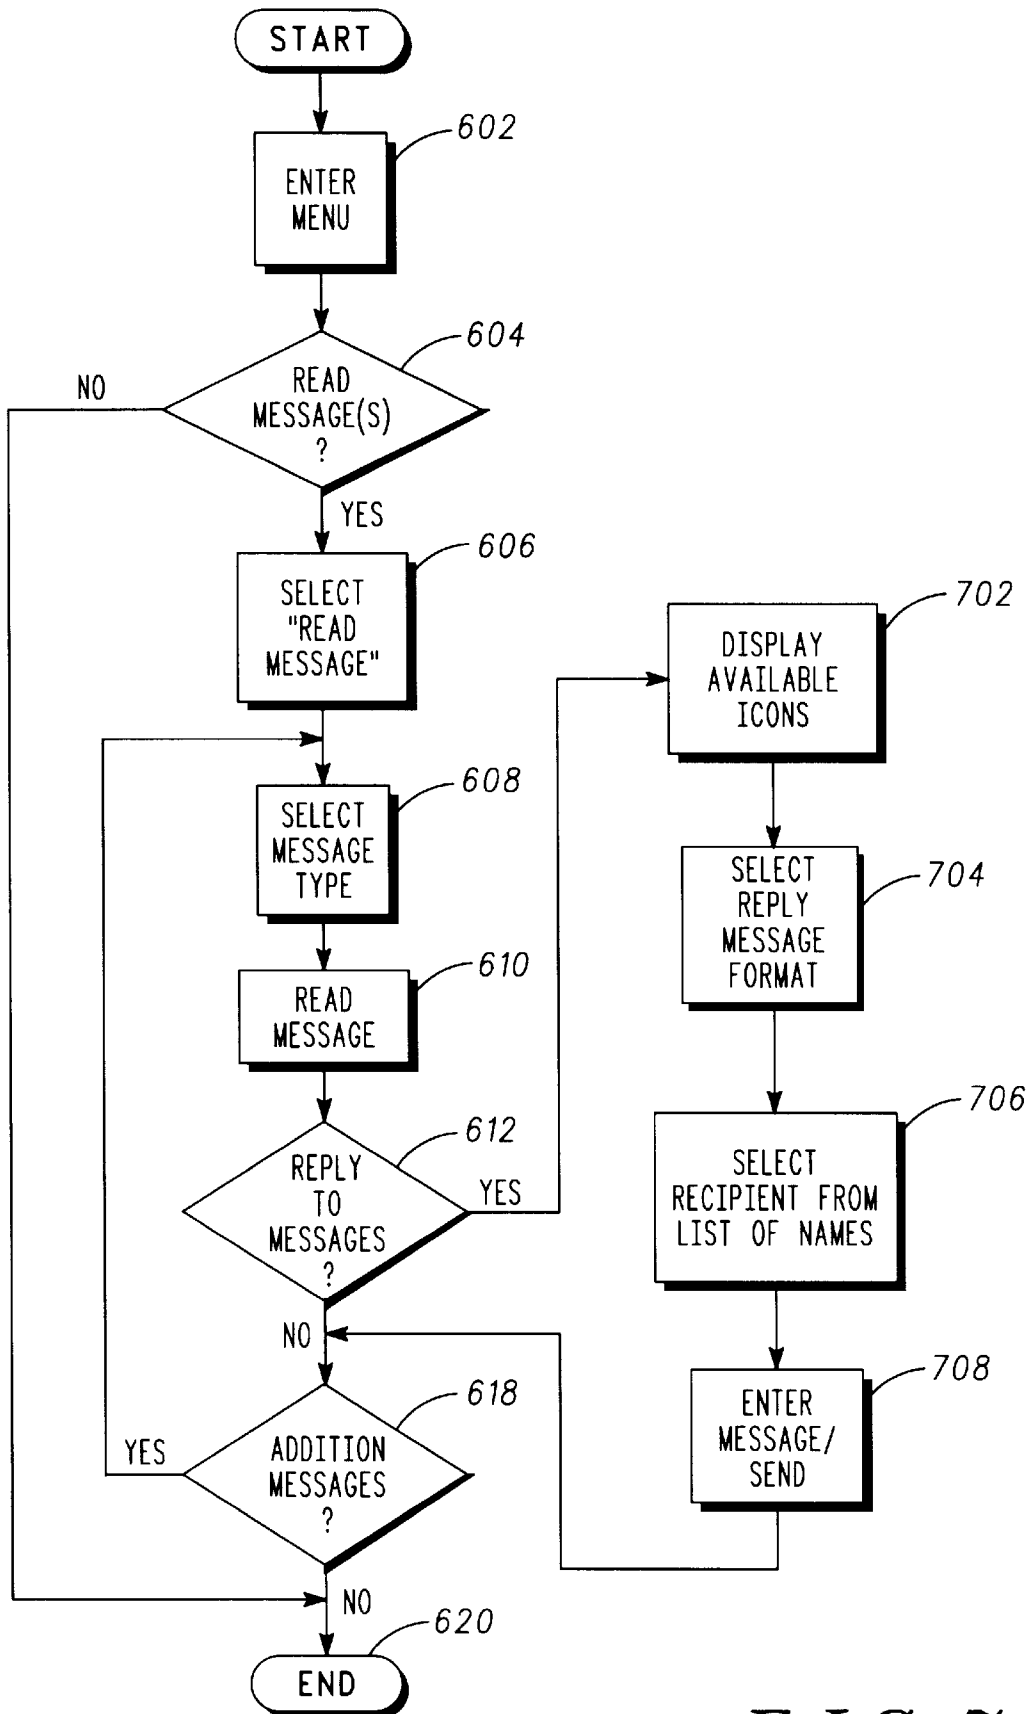 START
602
ENTER
MENU
604
READ
MESSAGE(S)
?
NO
YES
606
SELECT
"READ
MESSAGE"
608
SELECT
MESSAGE
TYPE
610
READ
MESSAGE
612
REPLY
TO
MESSAGES
?
YES
NO
702
DISPLAY
AVAILABLE
ICONS
704
SELECT
REPLY
MESSAGE
FORMAT
706
SELECT
RECIPIENT FROM
LIST OF NAMES
708
ENTER
MESSAGE/
SEND
618
ADDITION
MESSAGES
?
YES
NO
620
END